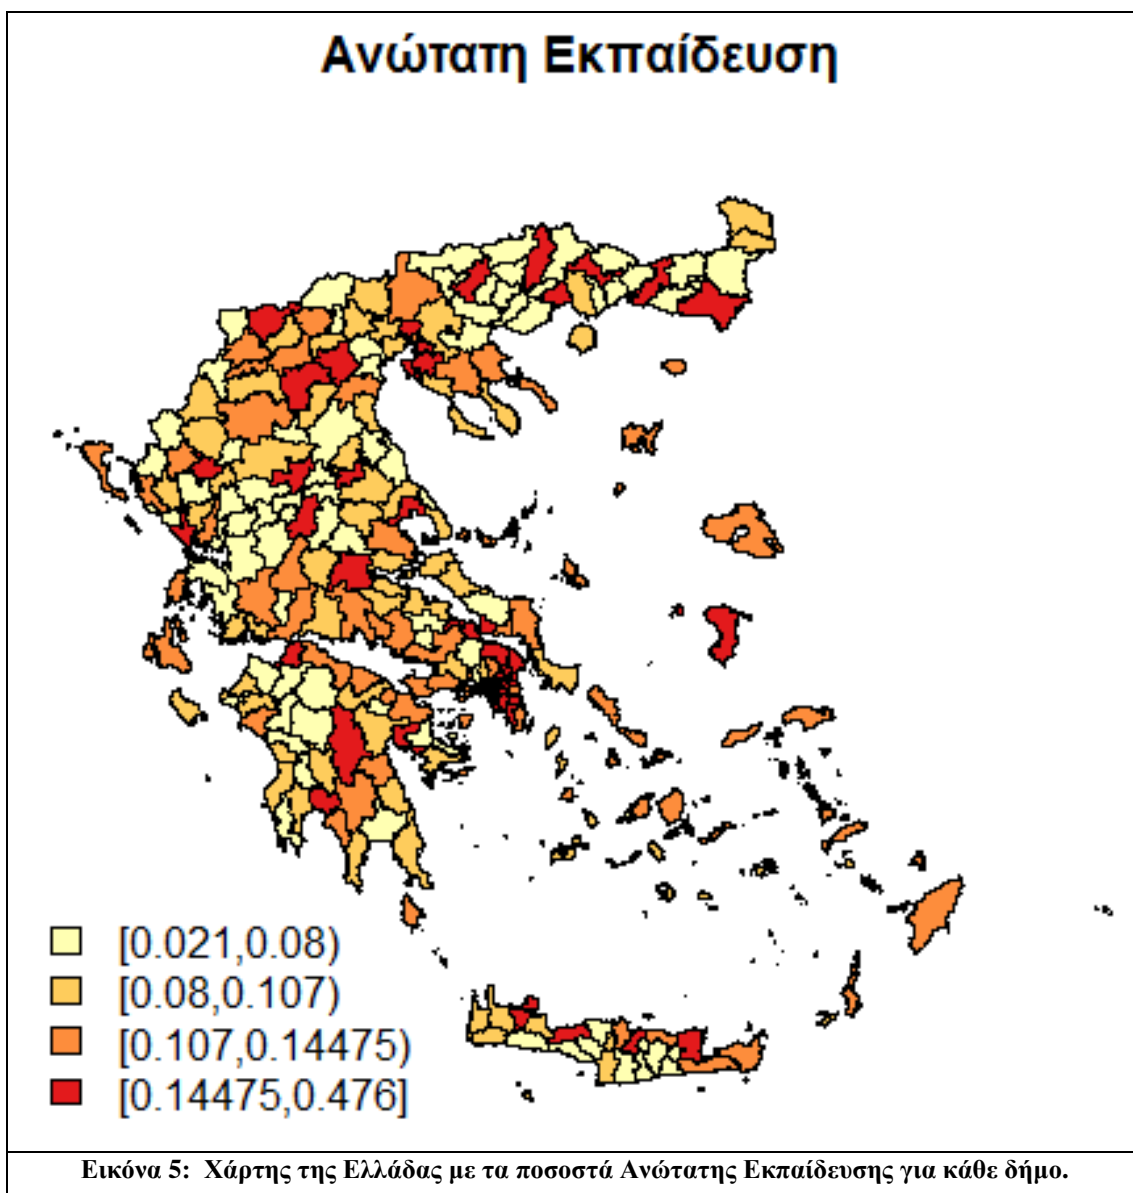 Ανώτατη Εκπαίδευση
[0.021,0.08)
[0.08,0.107)
[0.107,0.14475)
[0.14475,0.476]
Εικόνα 5: Χάρτης της Ελλάδας με τα ποσοστά Ανώτατης Εκπαίδευσης για κάθε δήμο.